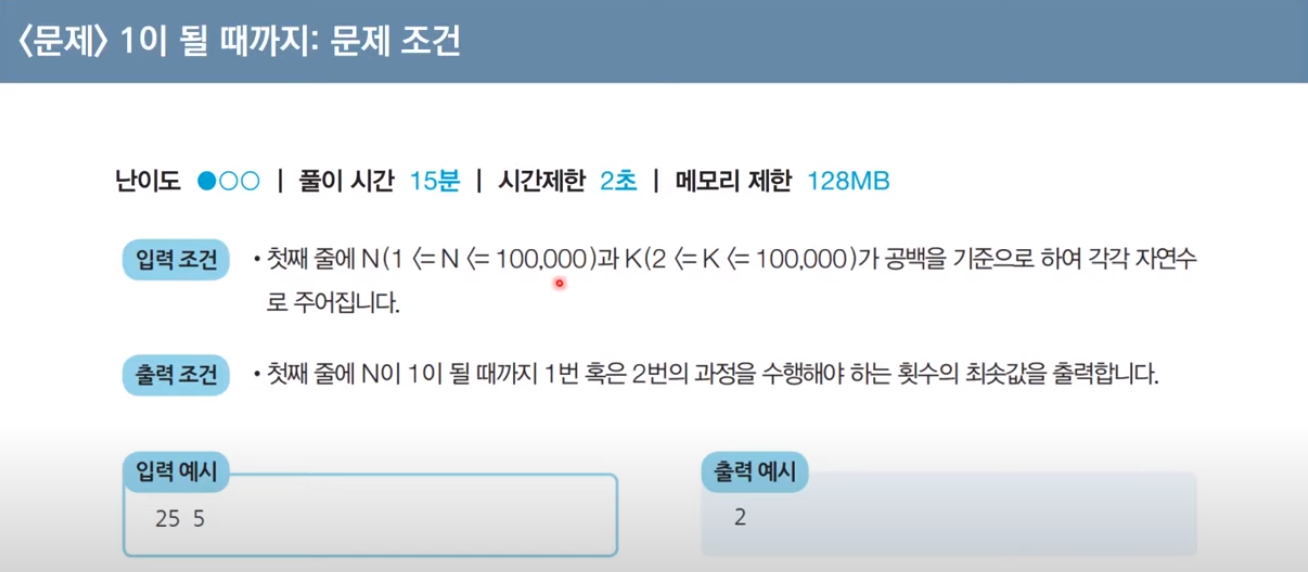 〈문제〉 1이 될 때까지: 문제 조건
난이도 ●○○ | 풀이 시간 15분 | 시간제한 2초 | 메모리 제한 128MB
입력 조건 • 첫째 줄에 N(1 <= N <= 100,000)과 K(2 <= K <= 100,000)가 공백을 기준으로 하여 각각 자연수
로 주어집니다.
출력 조건 • 첫째 줄에 N이 1이 될 때까지 1번 혹은 2번의 과정을 수행해야 하는 횟수의 최솟값을 출력합니다.
입력 예시
25 5
출력 예시
2